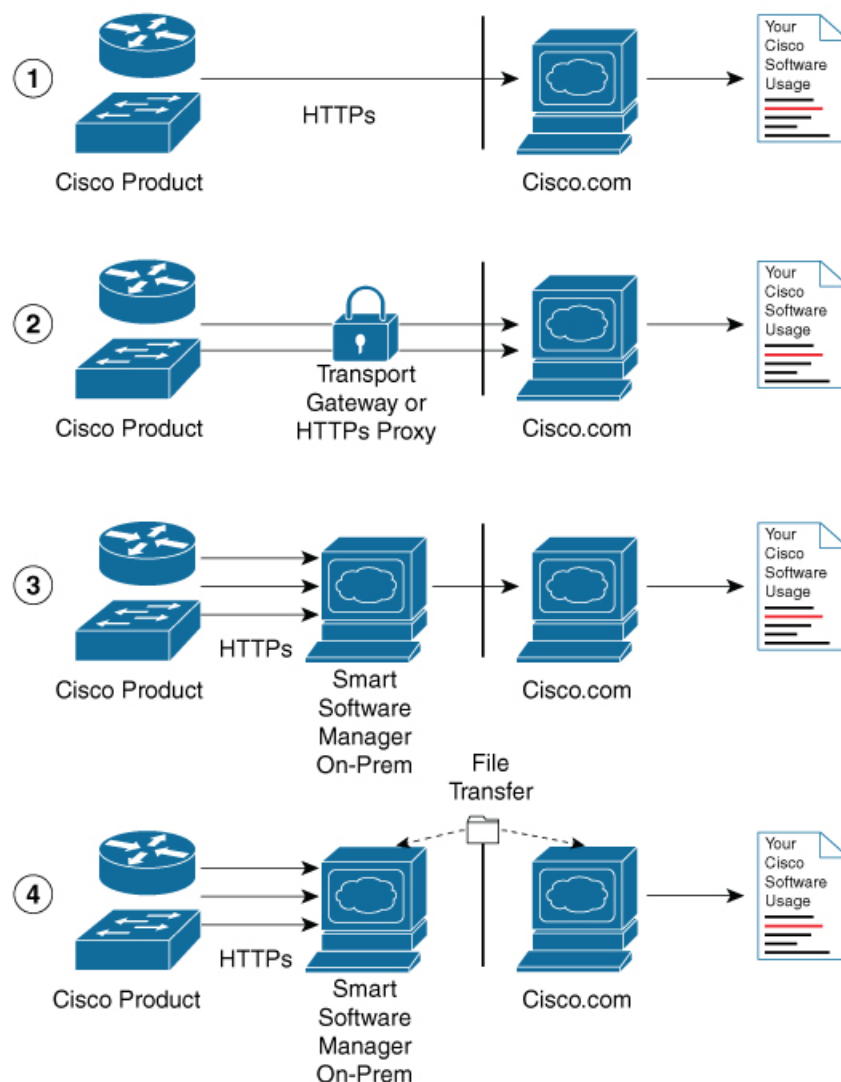 1
HTTPs
Cisco Product
Cisco.com
Your
Cisco
Software
Usage
2
Transport
Gateway or
HTTPs Proxy
Cisco Product
Cisco.com
Your
Cisco
Software
Usage
3
HTTPs
Cisco Product
Smart
Software
Manager
On-Prem
Cisco.com
Your
Cisco
Software
Usage
File
Transfer
4
HTTPs
Cisco Product
Smart
Software
Manager
On-Prem
Cisco.com
Your
Cisco
Software
Usage